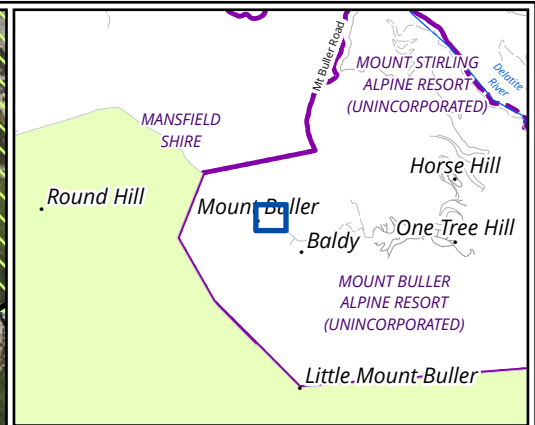 Mt Buller Road
MOUNT STIRLING
ALPINE RESORT
(UNINCORPORATED)
Delatite
River
MANSFIELD
SHIRE
Horse Hill
Round Hill
Mount Buller
One Tree Hill
Baldy
MOUNT BULLER
ALPINE RESORT
(UNINCORPORATED)
Little Mount Buller